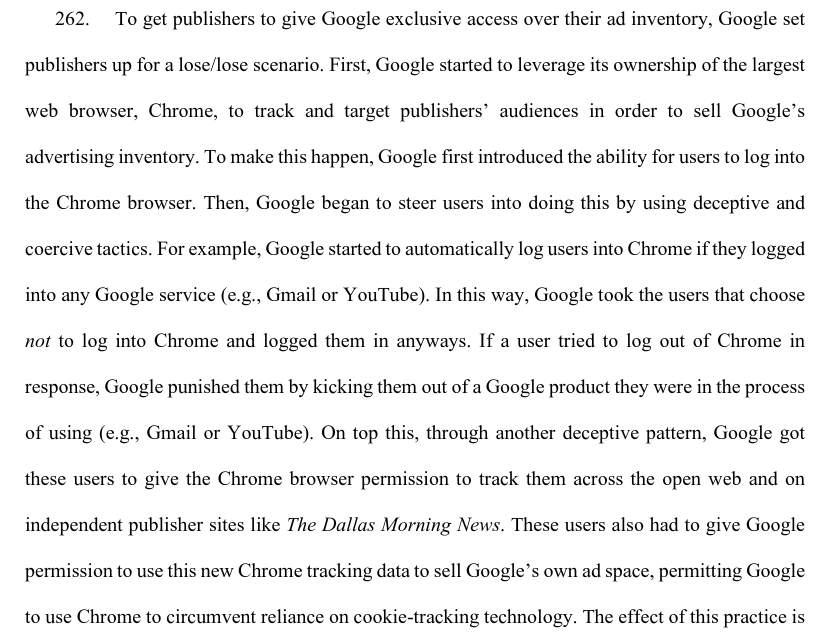 262. To get publishers to give Google exclusive access over their ad inventory, Google set
publishers up for a lose/lose scenario. First, Google started to leverage its ownership of the largest
web browser, Chrome, to track and target publishers’ audiences in order to sell Google’s
advertising inventory. To make this happen, Google first introduced the ability for users to log into
the Chrome browser. Then, Google began to steer users into doing this by using deceptive and
coercive tactics. For example, Google started to automatically log users into Chrome if they logged
into any Google service (e.g., Gmail or YouTube). In this way, Google took the users that choose
not to log into Chrome and logged them in anyways. If a user tried to log out of Chrome in
response, Google punished them by kicking them out of a Google product they were in the process
of using (e.g., Gmail or YouTube). On top this, through another deceptive pattern, Google got
these users to give the Chrome browser permission to track them across the open web and on
independent publisher sites like The Dallas Morning News. These users also had to give Google
permission to use this new Chrome tracking data to sell Google’s own ad space, permitting Google
to use Chrome to circumvent reliance on cookie-tracking technology. The effect of this practice is